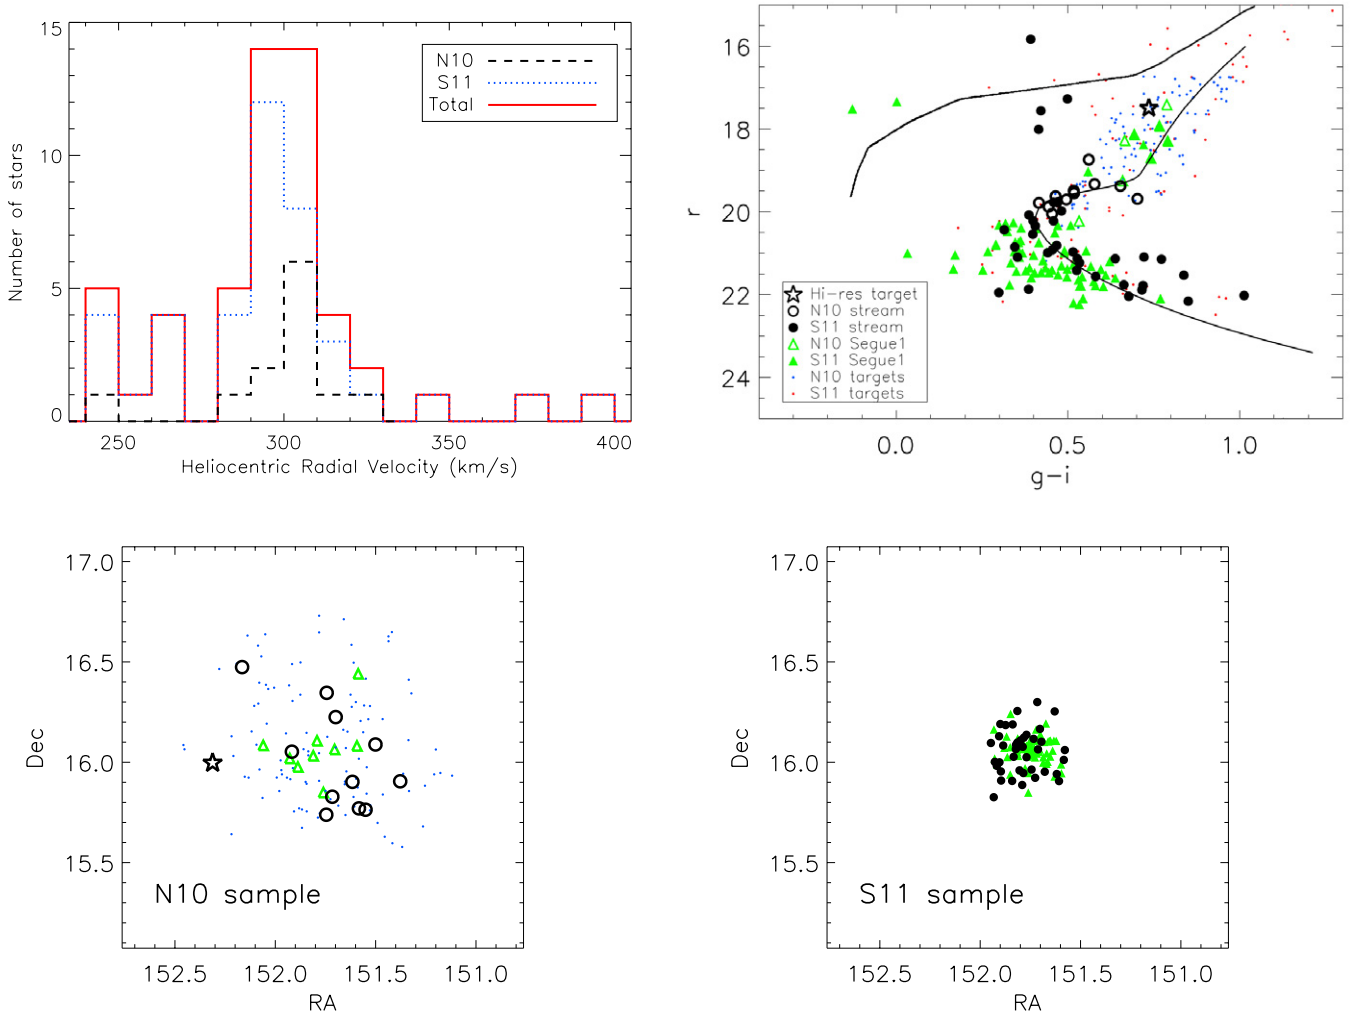 15
10
5
0
Number of stars
N10
S11
Total
250
300
350
400
Heliocentric Radial Velocity (km/s)
16
18
20
22
24
r
Hi-res target
N10 stream
S11 stream
N10 Segue1
S11 Segue1
N10 targets
S11 targets
0.0
0.5
1.0
g-i
17.0
16.5
16.0
15.5
Dec
N10 sample
152.5
152.0
151.5
151.0
RA
17.0
16.5
16.0
15.5
Dec
S11 sample
152.5
152.0
151.5
151.0
RA